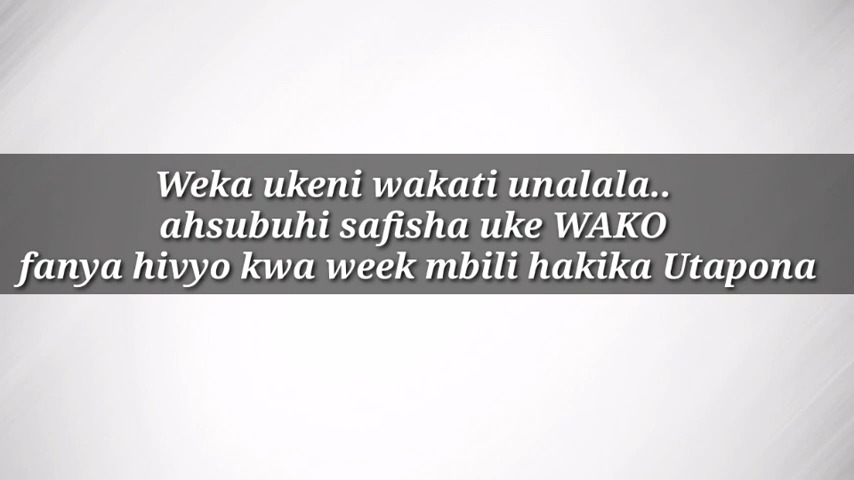 Weka ukeni wakati unalala..
ahsubuhi safisha uke WAKO
fanya hivyo kwa week mbili hakika Utapona